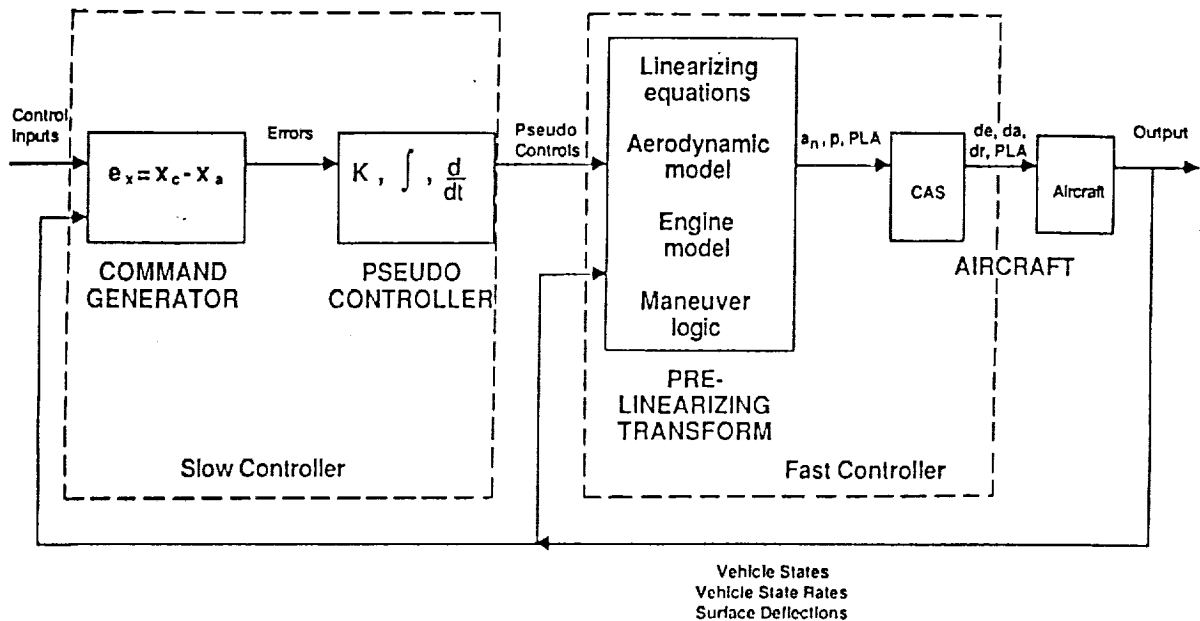 Control
Inputs
e_x = x_c - x_a
COMMAND
GENERATOR
Errors
K , ∫ , d/dt
PSEUDO
CONTROLLER
Slow Controller
Pseudo
Controls
Linearizing
equations
Aerodynamic
model
Engine
model
Maneuver
logic
PRE-
LINEARIZING
TRANSFORM
a_n, p, PLA
CAS
Fast Controller
de, da,
dr, PLA
Aircraft
AIRCRAFT
Output
Vehicle States
Vehicle State Rates
Surface Deflections